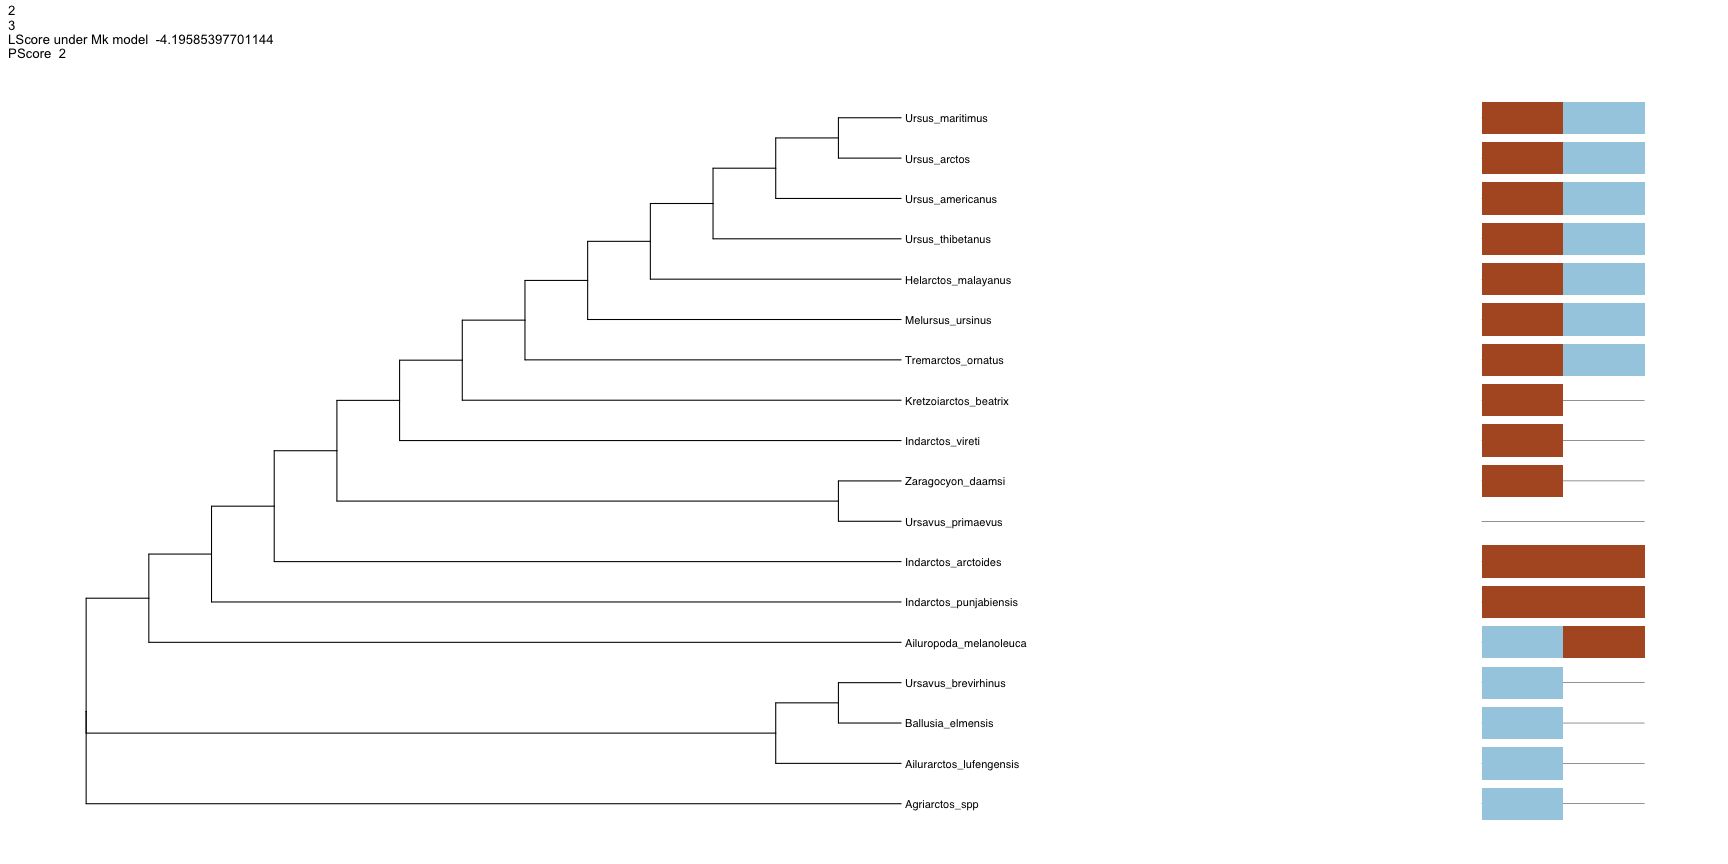 2
3
LScore under Mk model -4.19585397701144
PScore 2
Ursus_maritimus
Ursus_arctos
Ursus_americanus
Ursus_thibetanus
Helarctos_malayanus
Melursus_ursinus
Tremarctos_ornatus
Kretzoiarctos_beatrix
Indarctos_vireti
Zaragocyon_daamsi
Ursavus_primaevus
Indarctos_arctoides
Indarctos_punjabiensis
Ailuropoda_melanoleuca
Ursavus_brevirhinus
Ballusia_elmensis
Ailurarctos_lufengensis
Agriarctos_spp